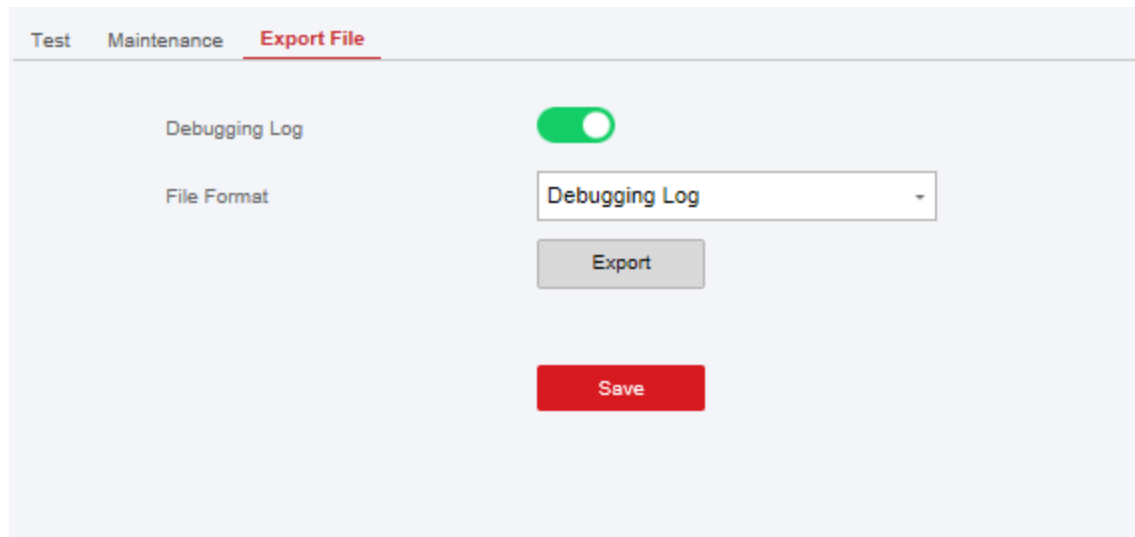 Test Maintenance Export File
Debugging Log
File Format Debugging Log
Export
Save